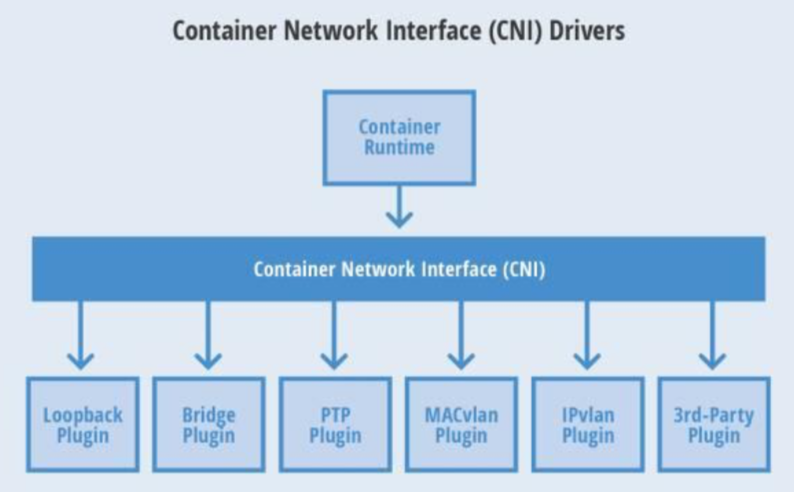 Container Network Interface (CNI) Drivers
Container
Runtime
Container Network Interface (CNI)
Loopback
Plugin
Bridge
Plugin
PTP
Plugin
MACvlan
Plugin
IPvlan
Plugin
3rd-Party
Plugin